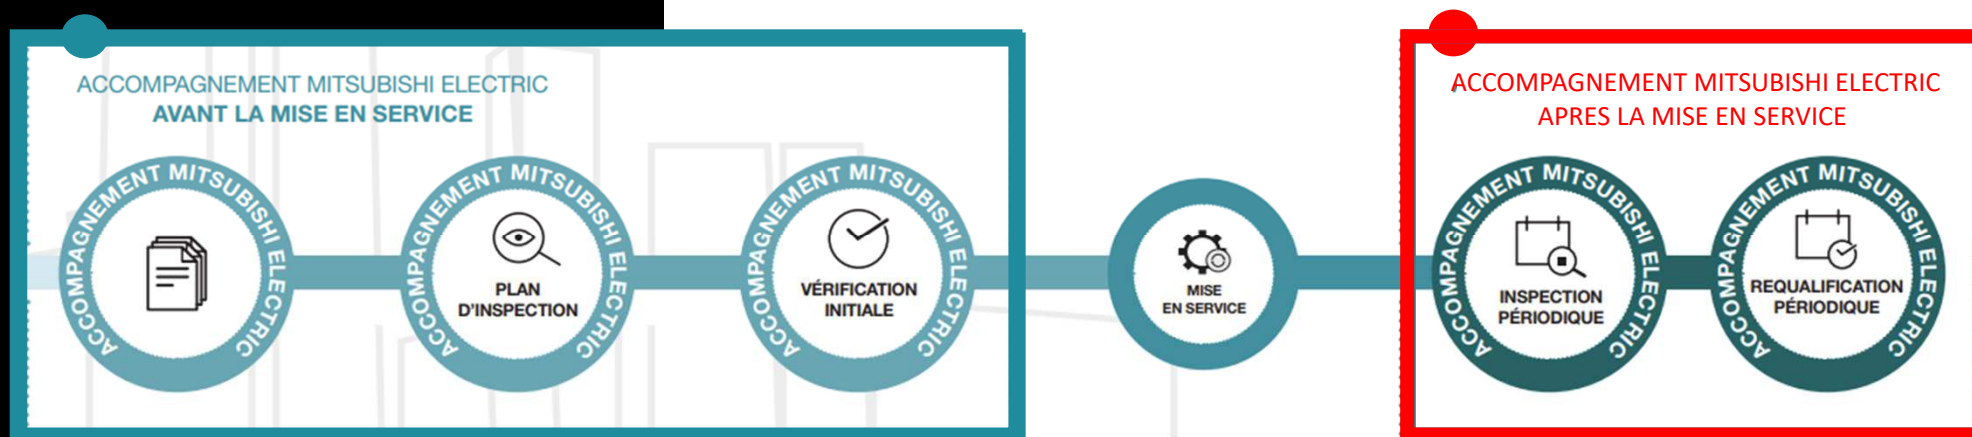 ACCOMPAGNEMENT MITSUBISHI ELECTRIC
AVANT LA MISE EN SERVICE
ACCOMPAGNEMENT MITSUBISHI ELECTRIC
ACCOMPAGNEMENT MITSUBISHI ELECTRIC
PLAN
D'INSPECTION
ACCOMPAGNEMENT MITSUBISHI ELECTRIC
VÉRIFICATION
INITIALE
MISE
EN SERVICE
ACCOMPAGNEMENT MITSUBISHI ELECTRIC
APRES LA MISE EN SERVICE
ACCOMPAGNEMENT MITSUBISHI ELECTRIC
INSPECTION
PÉRIODIQUE
ACCOMPAGNEMENT MITSUBISHI ELECTRIC
REQUALIFICATION
PÉRIODIQUE